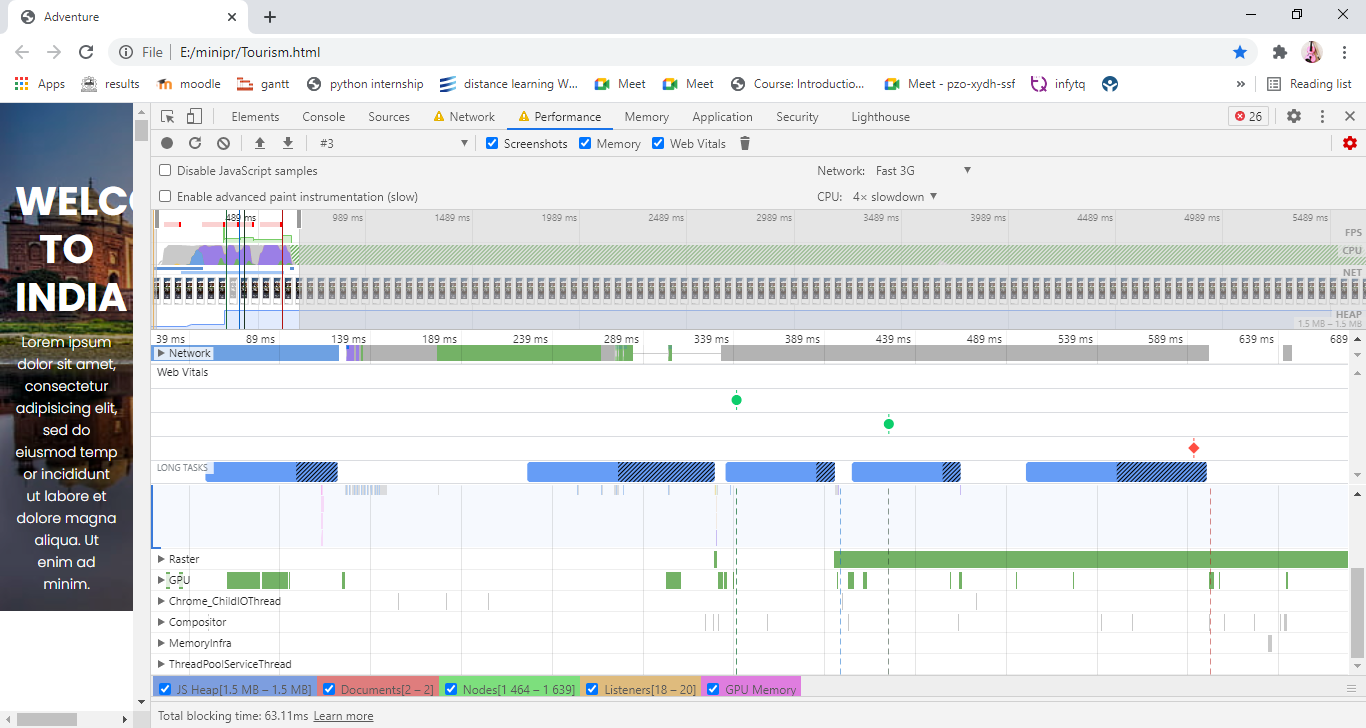 Adventure
File E:/minipr/Tourism.html
Apps results moodle gantt python internship distance learning W... Meet Meet Course: Introductio... Meet - pzo-xydh-ssf infytq » Reading list
Elements Console Sources Network Performance Memory Application Security Lighthouse 26
#3 Screenshots Memory Web Vitals
Disable JavaScript samples Network: Fast 3G
Enable advanced paint instrumentation (slow) CPU: 4× slowdown
489 ms 989 ms 1489 ms 1989 ms 2489 ms 2989 ms 3489 ms 3989 ms 4489 ms 4989 ms 5489 ms
FPS
CPU
NET
HEAP
1.5 MB – 1.5 MB
39 ms 89 ms 139 ms 189 ms 239 ms 289 ms 339 ms 389 ms 439 ms 489 ms 539 ms 589 ms 639 ms 689
Network
Web Vitals
LONG TASKS
Raster
GPU
Chrome_ChildIOThread
Compositor
MemoryInfra
ThreadPoolServiceThread
JS Heap[1.5 MB – 1.5 MB] Documents[2 – 2] Nodes[1 464 – 1 639] Listeners[18 – 20] GPU Memory
Total blocking time: 63.11ms Learn more
WELCO
TO
INDIA
Lorem ipsum
dolor sit amet,
consectetur
adipisicing elit,
sed do
eiusmod temp
or incididunt
ut labore et
dolore magna
aliqua. Ut
enim ad
minim.